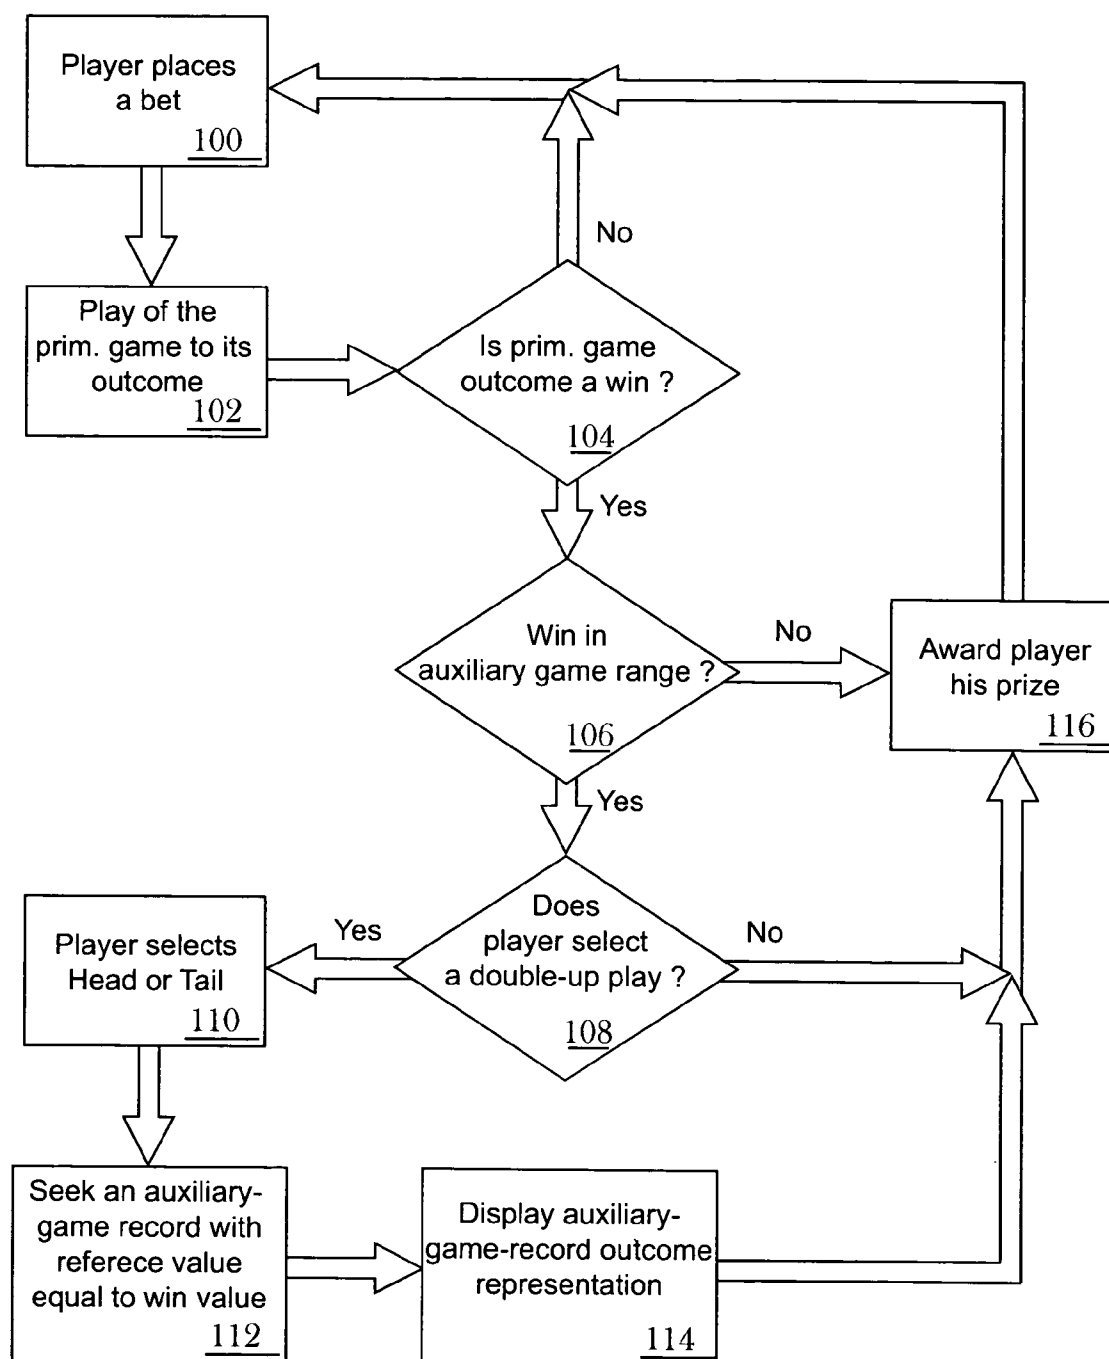 Player places
a bet
100
No
Play of the
prim. game to its
outcome
102
Is prim. game
outcome a win ?
104
Yes
Win in
auxiliary game range ?
106
No
Award player
his prize
116
Yes
Does
player select
a double-up play ?
108
Yes
No
Player selects
Head or Tail
110
Seek an auxiliary-
game record with
referece value
equal to win value
112
Display auxiliary-
game-record outcome
representation
114